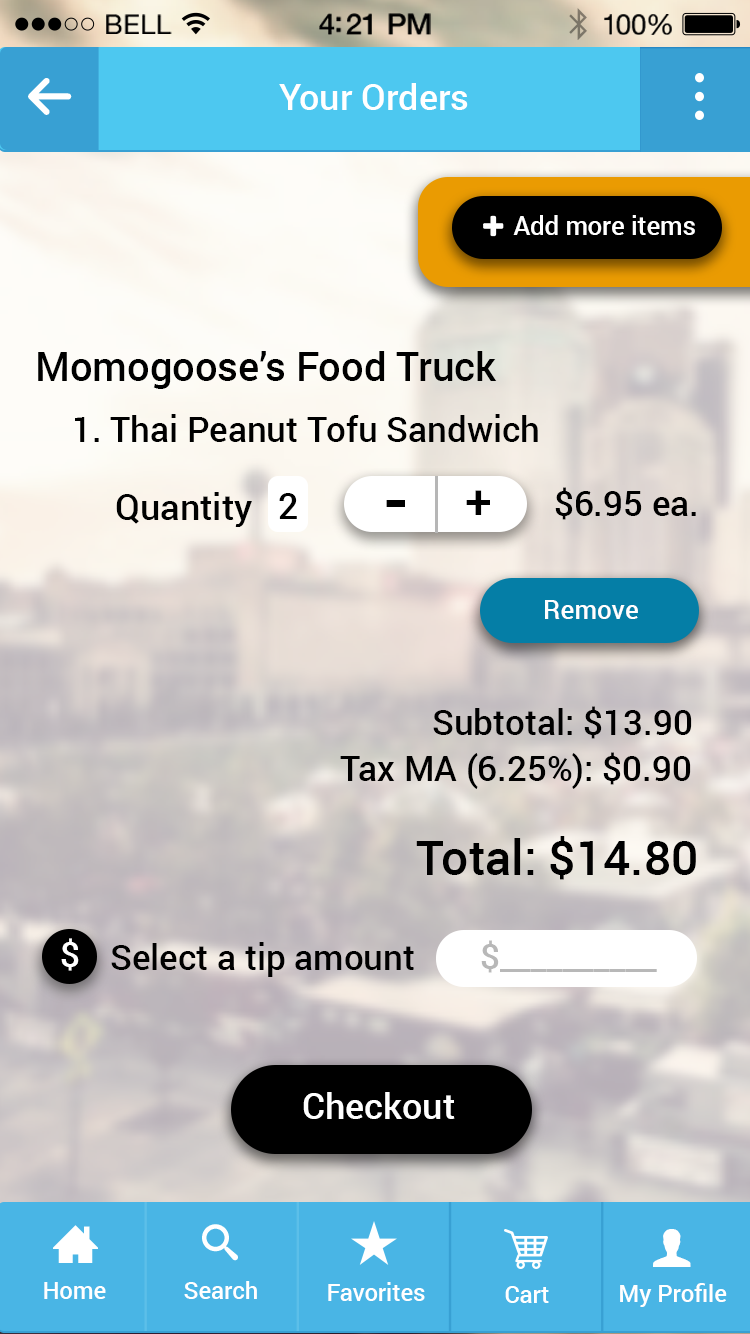 BELL 4:21 PM 100%
Your Orders
+ Add more items
Momogoose’s Food Truck
1. Thai Peanut Tofu Sandwich
Quantity 2 - + $6.95 ea.
Remove
Subtotal: $13.90
Tax MA (6.25%): $0.90
Total: $14.80
$ Select a tip amount $__________
Checkout
Home Search Favorites Cart My Profile